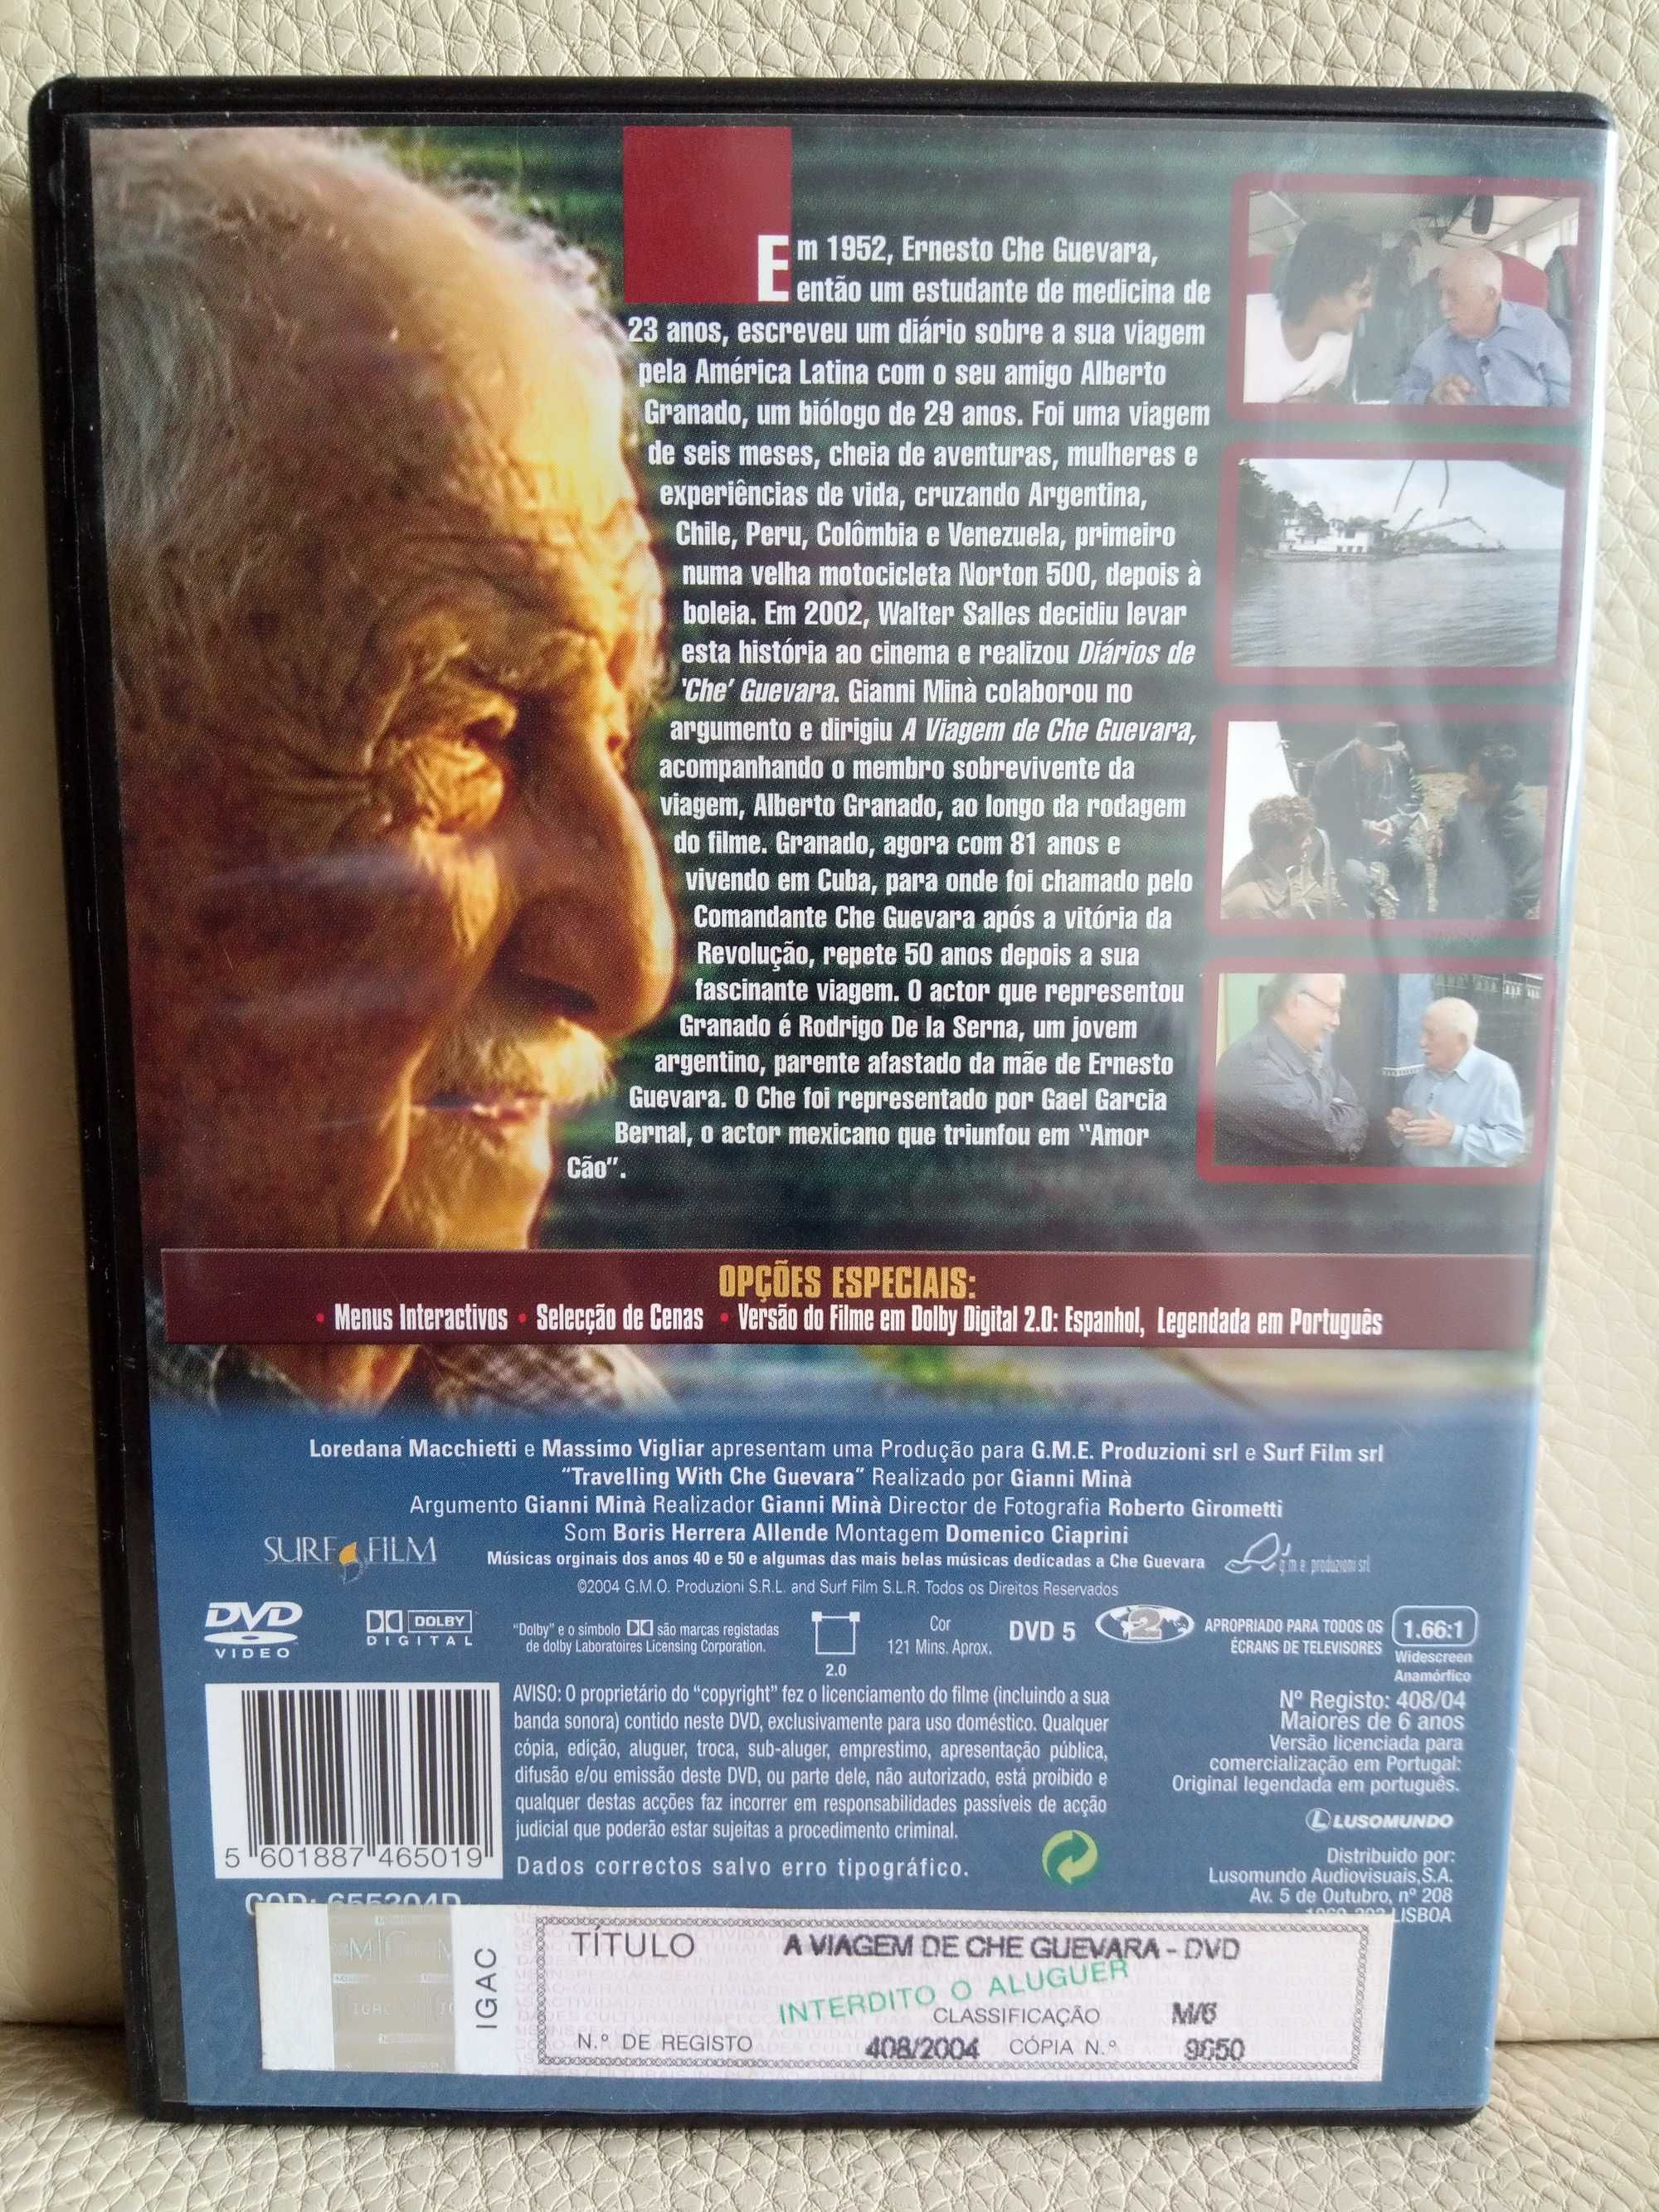 Em 1952, Ernesto Che Guevara,
então um estudante de medicina de
23 anos, escreveu um diário sobre a sua viagem
pela América Latina com o seu amigo Alberto
Granado, um biólogo de 29 anos. Foi uma viagem
de seis meses, cheia de aventuras, mulheres e
experiências de vida, cruzando Argentina,
Chile, Peru, Colômbia e Venezuela, primeiro
numa velha motocicleta Norton 500, depois à
boleia. Em 2002, Walter Salles decidiu levar
esta história ao cinema e realizou Diários de
'Che' Guevara. Gianni Minà colaborou no
argumento e dirigiu A Viagem de Che Guevara,
acompanhando o membro sobrevivente da
viagem, Alberto Granado, ao longo da rodagem
do filme. Granado, agora com 81 anos e
vivendo em Cuba, para onde foi chamado pelo
Comandante Che Guevara após a vitória da
Revolução, repete 50 anos depois a sua
fascinante viagem. O actor que representou
Granado é Rodrigo De la Serna, um jovem
argentino, parente afastado da mãe de Ernesto
Guevara. O Che foi representado por Gael Garcia
Bernal, o actor mexicano que triunfou em "Amor
Cão".
OPÇÕES ESPECIAIS:
• Menus Interactivos • Selecção de Cenas • Versão do Filme em Dolby Digital 2.0: Espanhol, Legendada em Português
Loredana Macchietti e Massimo Vigliar apresentam uma Produção para G.M.E. Produzioni srl e Surf Film srl
"Travelling With Che Guevara" Realizado por Gianni Minà
Argumento Gianni Minà Realizador Gianni Minà Director de Fotografia Roberto Girometti
Som Boris Herrera Allende Montagem Domenico Ciaprini
Músicas orginais dos anos 40 e 50 e algumas das mais belas músicas dedicadas a Che Guevara
©2004 G.M.O. Produzioni S.R.L. and Surf Film S.L.R. Todos os Direitos Reservados
SURF FILM
g.m.e. produzioni srl
DVD
VIDEO
DOLBY
DIGITAL
"Dolby" e o símbolo são marcas registadas
de dolby Laboratoires Licensing Corporation.
2.0
Cor
121 Mins. Aprox.
DVD 5
2
APROPRIADO PARA TODOS OS
ÉCRANS DE TELEVISORES
1.66:1
Widescreen
Anamórfico
AVISO: O proprietário do "copyright" fez o licenciamento do filme (incluindo a sua
banda sonora) contido neste DVD, exclusivamente para uso doméstico. Qualquer
cópia, edição, aluguer, troca, sub-aluger, emprestimo, apresentação pública,
difusão e/ou emissão deste DVD, ou parte dele, não autorizado, está proíbido e
qualquer destas acções faz incorrer em responsabilidades passíveis de acção
judicial que poderão estar sujeitas a procedimento criminal.
Dados correctos salvo erro tipográfico.
Nº Registo: 408/04
Maiores de 6 anos
Versão licenciada para
comercialização em Portugal:
Original legendada em português.
LUSOMUNDO
Distribuido por:
Lusomundo Audiovisuais,S.A.
Av. 5 de Outubro, nº 208
LISBOA
5 601887 465019
COD: 655204D
IGAC
TÍTULO A VIAGEM DE CHE GUEVARA - DVD
INTERDITO O ALUGUER
CLASSIFICAÇÃO M/6
N.º DE REGISTO 408/2004 CÓPIA N.º 9650